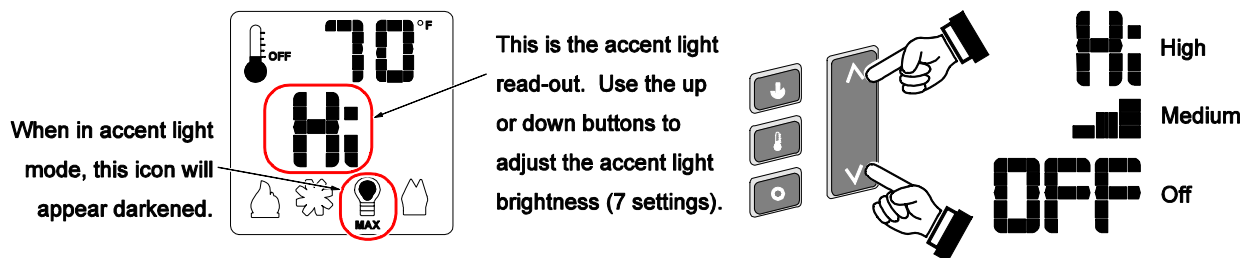 When in accent light
mode, this icon will
appear darkened.
OFF
70°F
Hi
MAX
This is the accent light
read-out. Use the up
or down buttons to
adjust the accent light
brightness (7 settings).
Hi High
Medium
OFF Off